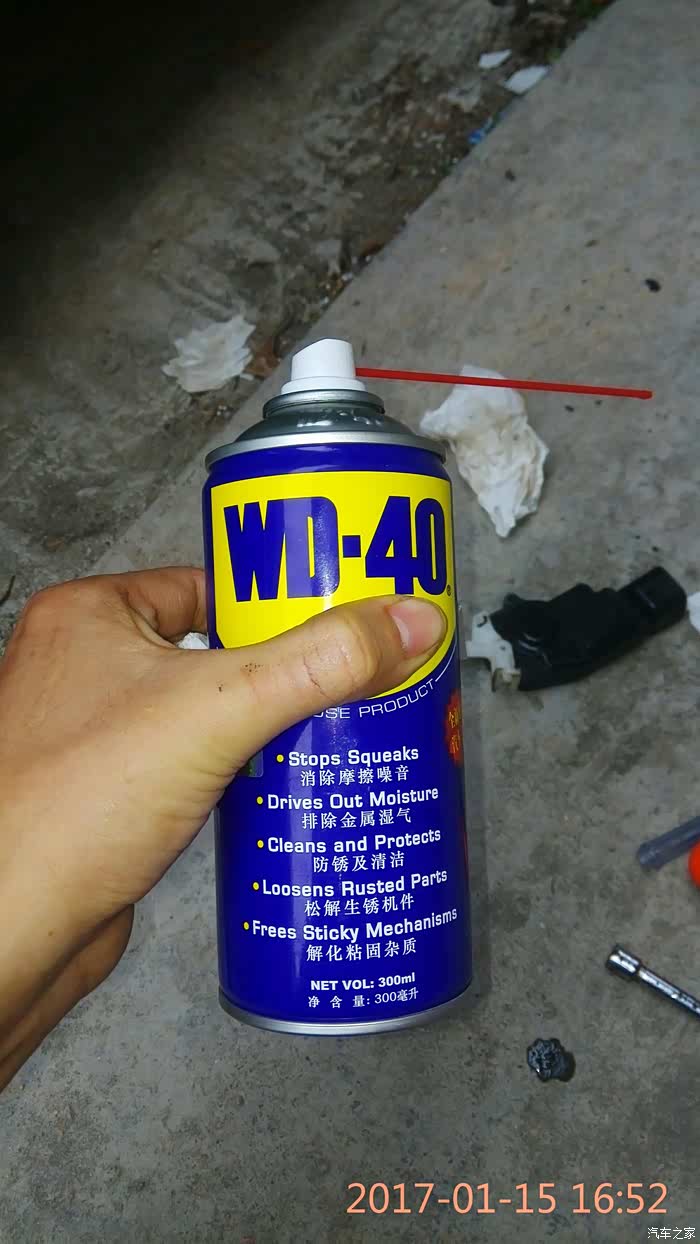 WD-40
®
USE PRODUCT
Stops Squeaks
消除摩擦噪音
Drives Out Moisture
排除金属湿气
Cleans and Protects
防锈及清洁
Loosens Rusted Parts
松解生锈机件
Frees Sticky Mechanisms
解化粘固杂质
NET VOL: 300ml
净 含 量: 300毫升
2017-01-15 16:52
汽车之家